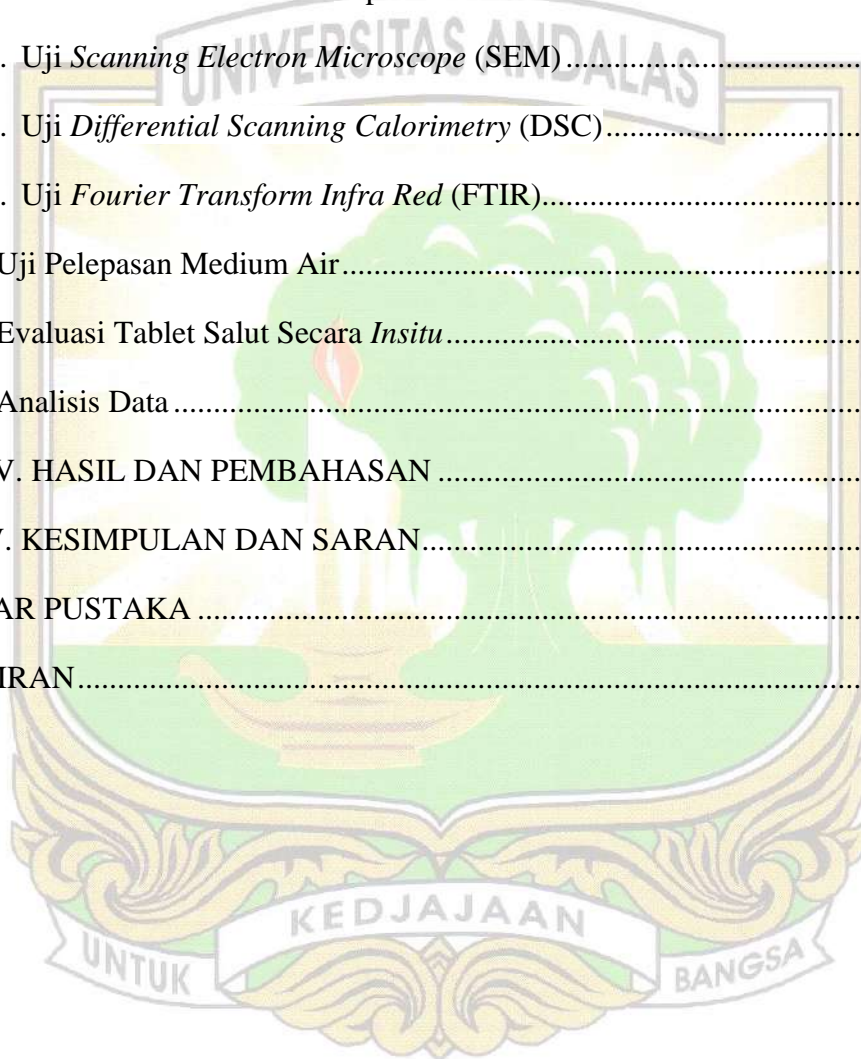 UNIVERSITAS ANDALAS
. Uji Scanning Electron Microscope (SEM)..................................
. Uji Differential Scanning Calorimetry (DSC)..............................
. Uji Fourier Transform Infra Red (FTIR).....................................
Uji Pelepasan Medium Air...............................................................
Evaluasi Tablet Salut Secara Insitu..................................................
Analisis Data....................................................................................
V. HASIL DAN PEMBAHASAN.....................................................
V. KESIMPULAN DAN SARAN......................................................
AR PUSTAKA.................................................................................
IRAN.................................................................................................
KEDJAJAAN
UNTUK BANGSA